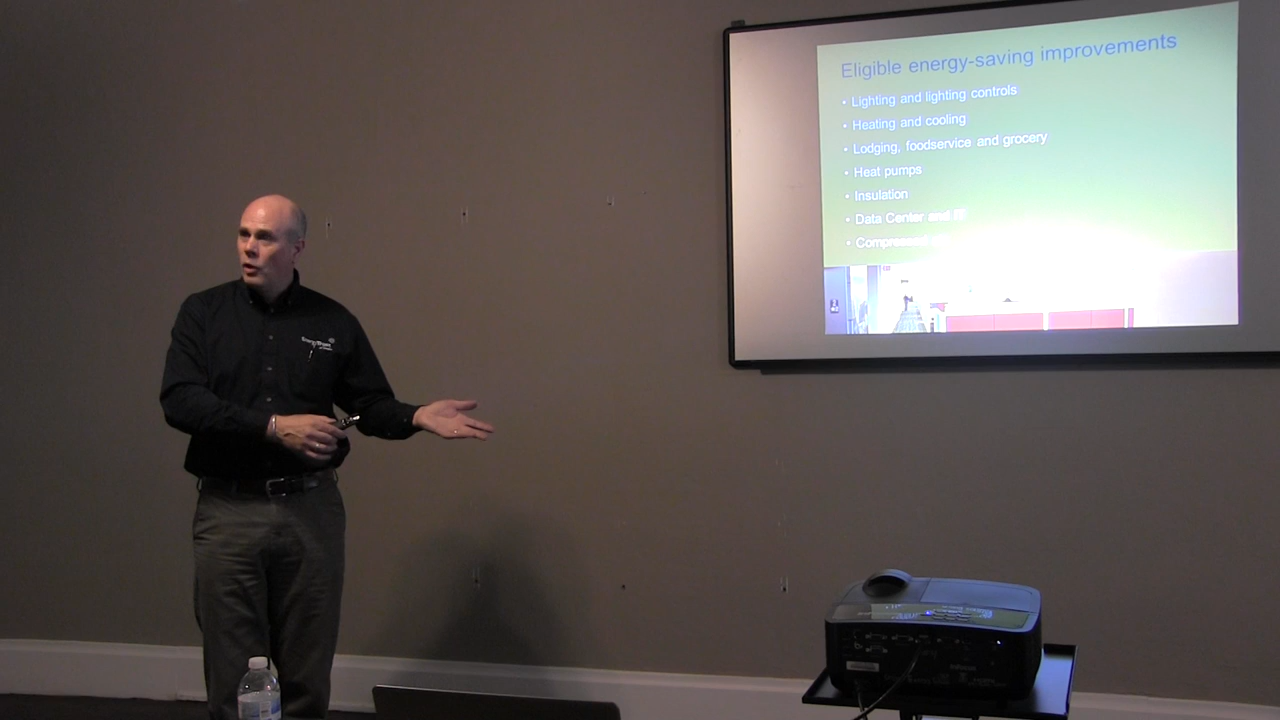 Eligible energy-saving improvements
• Lighting and lighting controls
• Heating and cooling
• Lodging, foodservice and grocery
• Heat pumps
• Insulation
• Data Center and IT